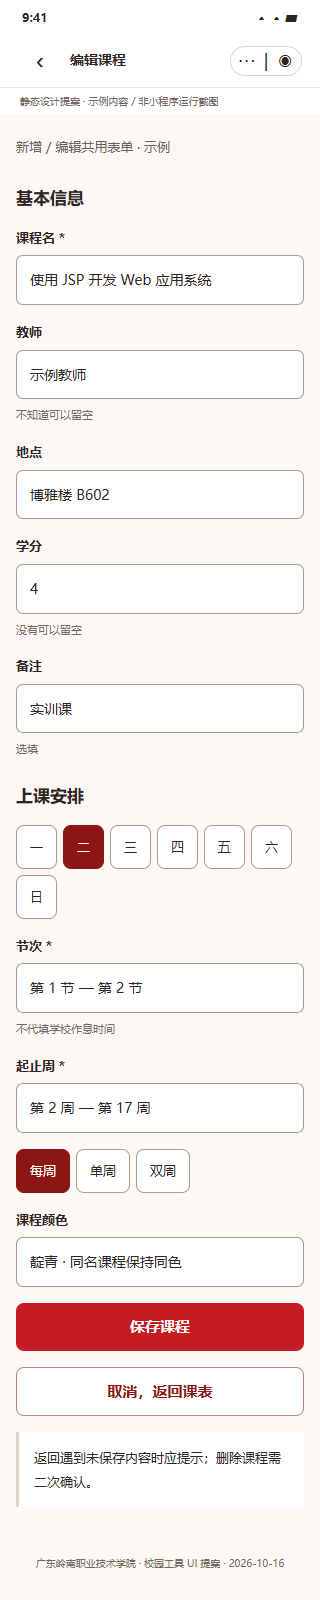 9:41
编辑课程
静态设计提案 · 示例内容 / 非小程序运行截图
新增 / 编辑共用表单 · 示例
基本信息
课程名 *
使用 JSP 开发 Web 应用系统
教师
示例教师
不知道可以留空
地点
博雅楼 B602
学分
4
没有可以留空
备注
实训课
选填
上课安排
一 二 三 四 五 六
日
节次 *
第 1 节 — 第 2 节
不代填学校作息时间
起止周 *
第 2 周 — 第 17 周
每周 单周 双周
课程颜色
靛青 · 同名课程保持同色
保存课程
取消，返回课表
返回遇到未保存内容时应提示；删除课程需
二次确认。
广东岭南职业技术学院 · 校园工具 UI 提案 · 2026-10-16